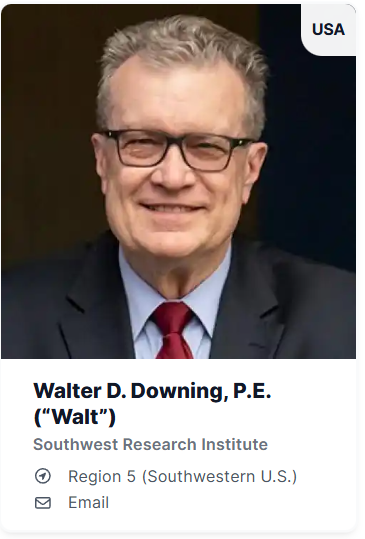 USA
Walter D. Downing, P.E.
(“Walt”)
Southwest Research Institute
Region 5 (Southwestern U.S.)
Email